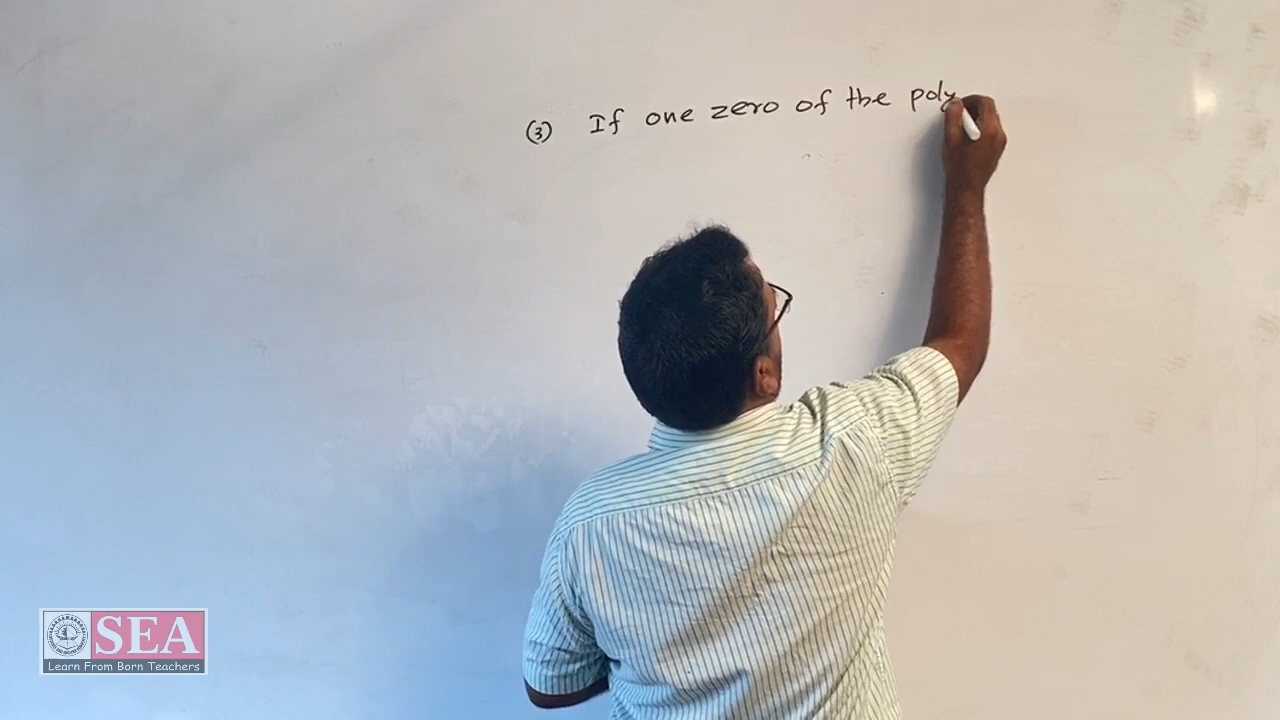 (3) If one zero of the poly
SEA
Learn From Born Teachers